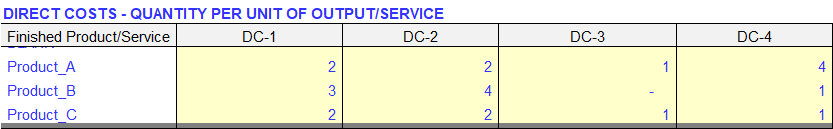 DIRECT COSTS - QUANTITY PER UNIT OF OUTPUT/SERVICE
Finished Product/Service DC-1 DC-2 DC-3 DC-4
Product_A 2 2 1 4
Product_B 3 4 - 1
Product_C 2 2 1 1